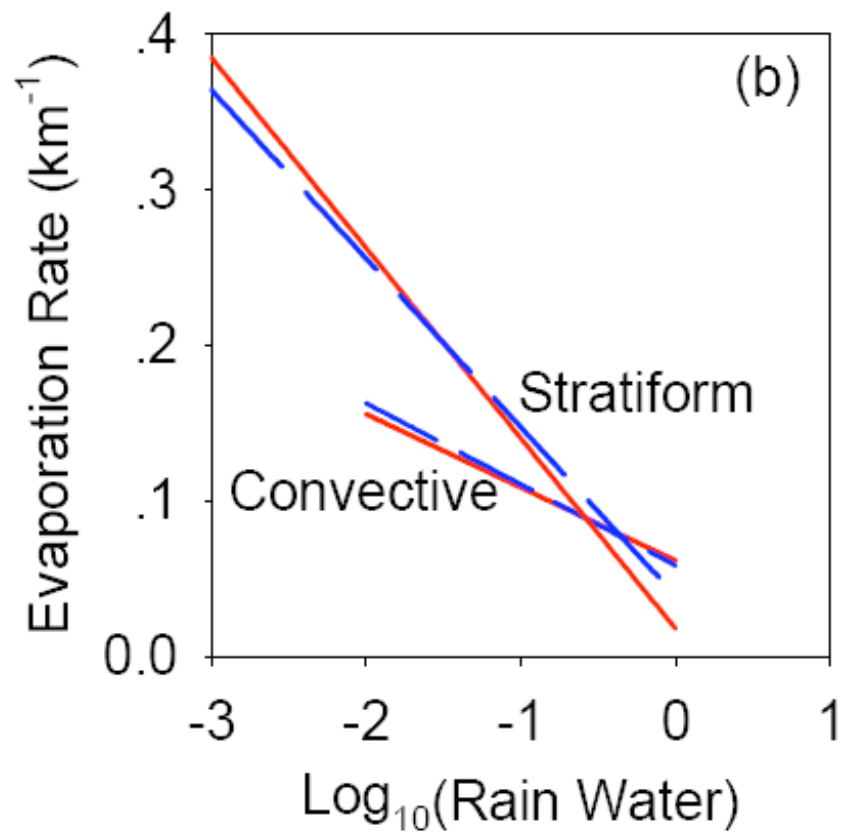 .4
(b)
.3
.2
.1
0.0
Evaporation Rate (km⁻¹)
Stratiform
Convective
-3 -2 -1 0 1
Log₁₀(Rain Water)